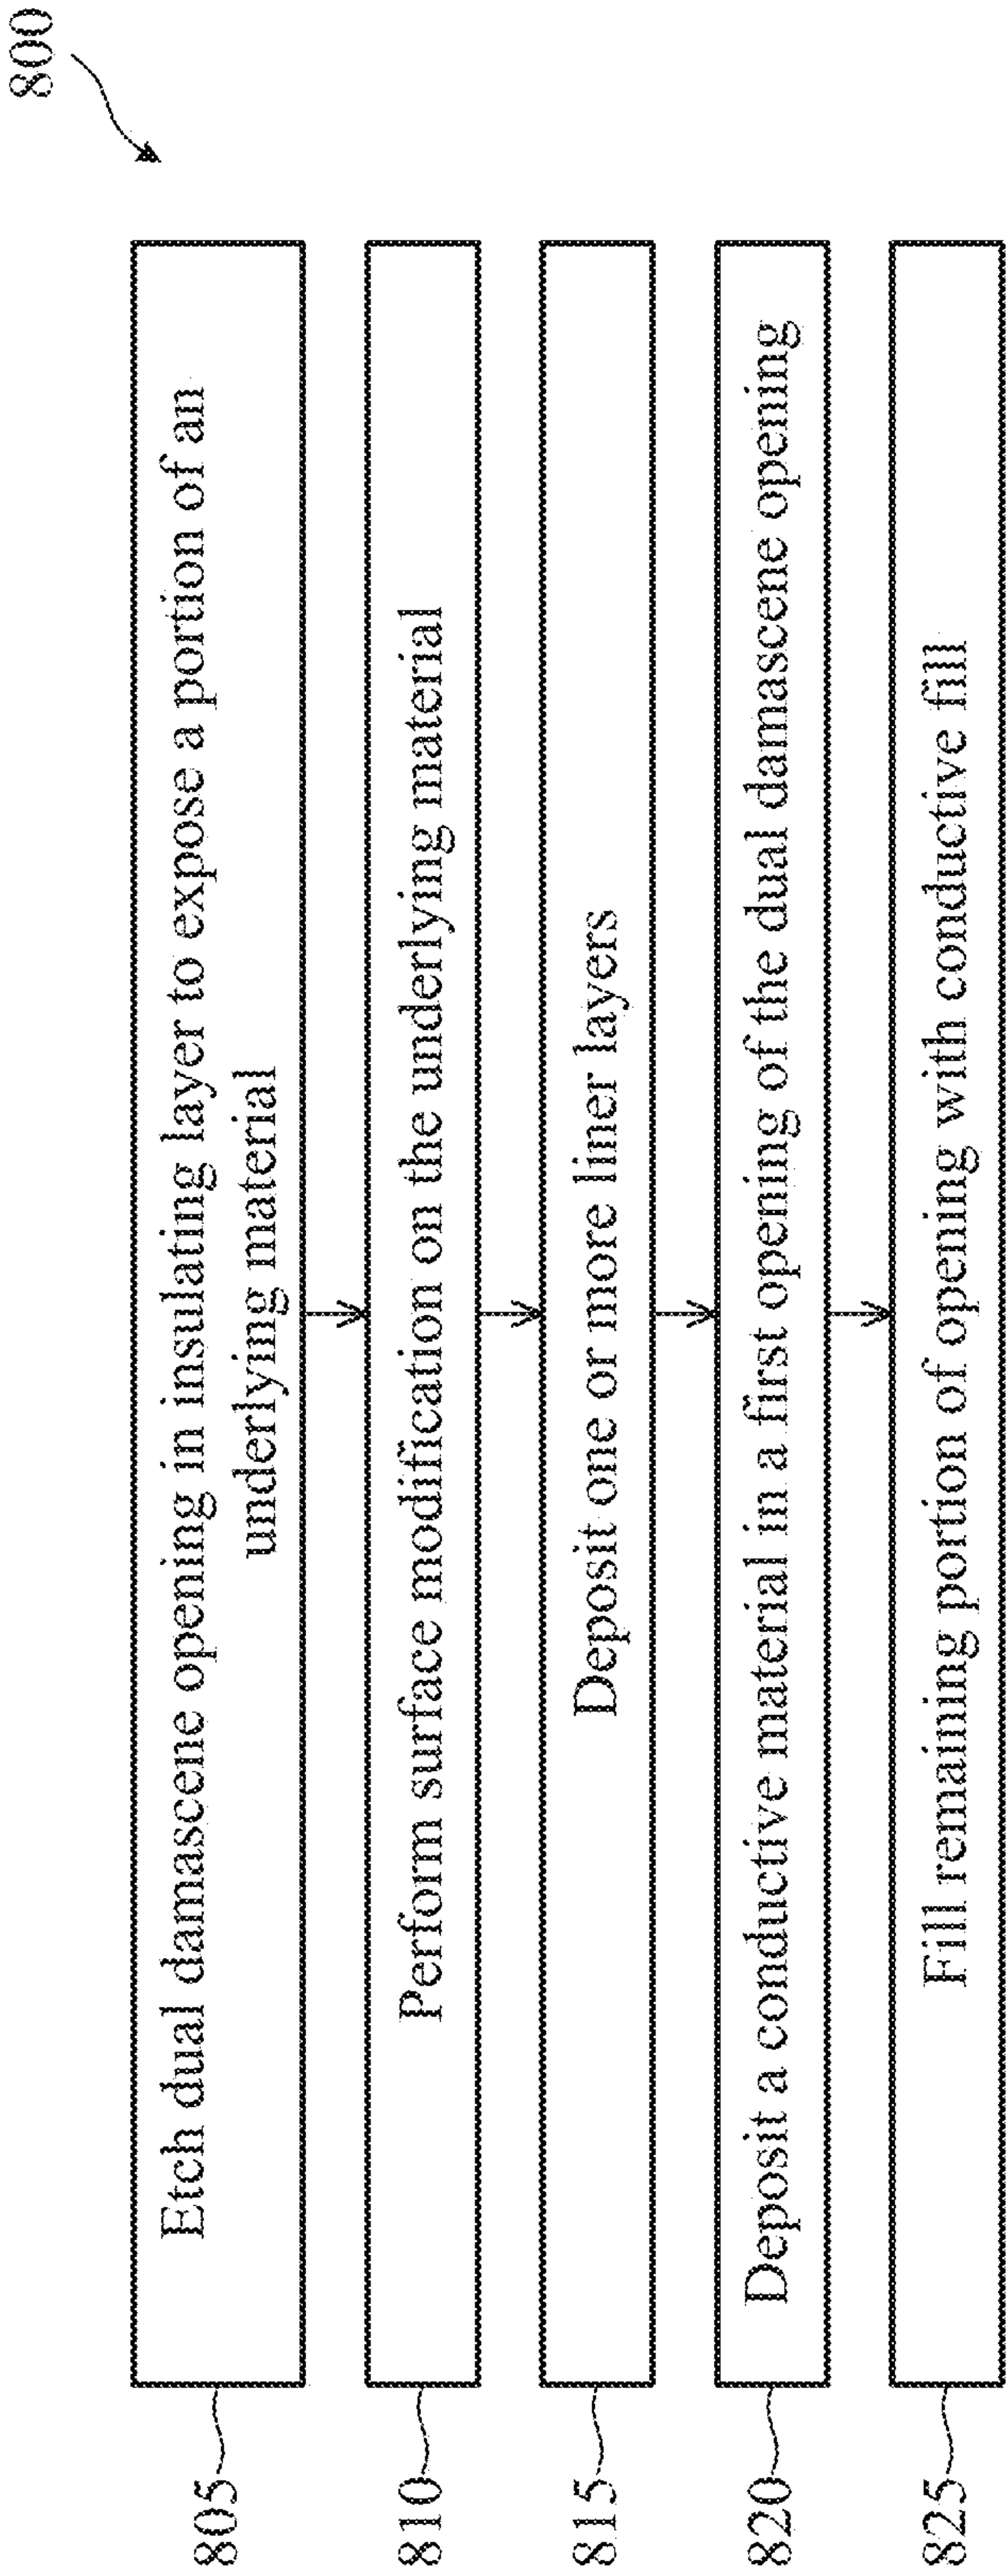 800
805
Etch dual damascene opening in insulating layer to expose a portion of an
underlying material
810
Perform surface modification on the underlying material
815
Deposit one or more liner layers
820
Deposit a conductive material in a first opening of the dual damascene opening
825
Fill remaining portion of opening with conductive fill